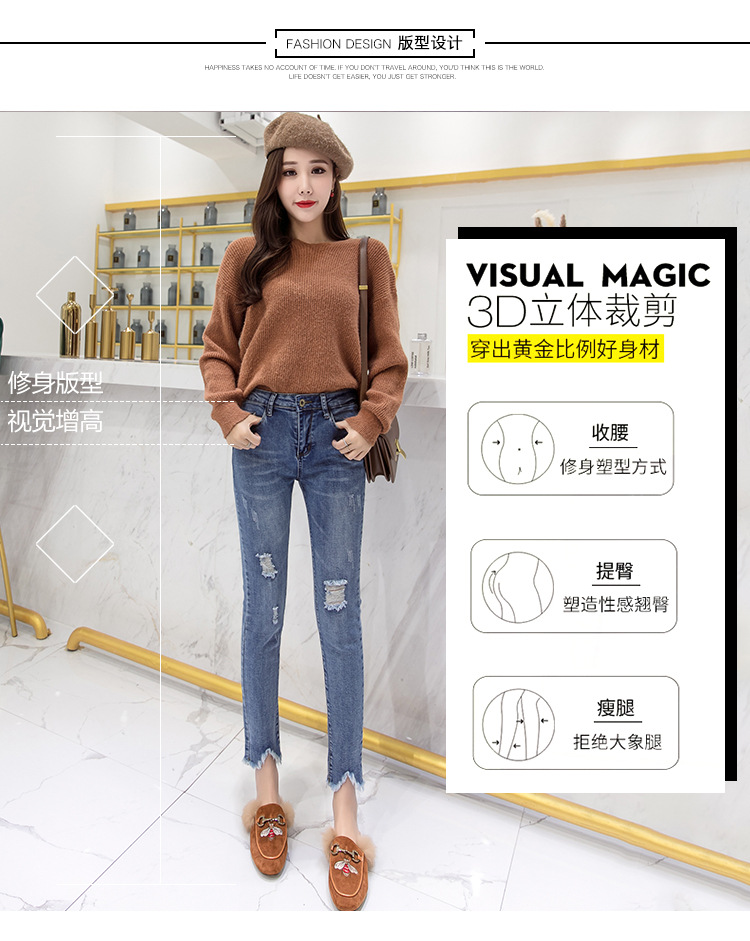 FASHION DESIGN 版型设计
HAPPINESS TAKES NO ACCOUNT OF TIME. IF YOU DON'T TRAVEL AROUND, YOU'D THINK THIS IS THE WORLD.
LIFE DOESN'T GET EASIER, YOU JUST GET STRONGER.
修身版型
视觉增高
VISUAL MAGIC
3D立体裁剪
穿出黄金比例好身材
收腰
修身塑型方式
提臀
塑造性感翘臀
瘦腿
拒绝大象腿